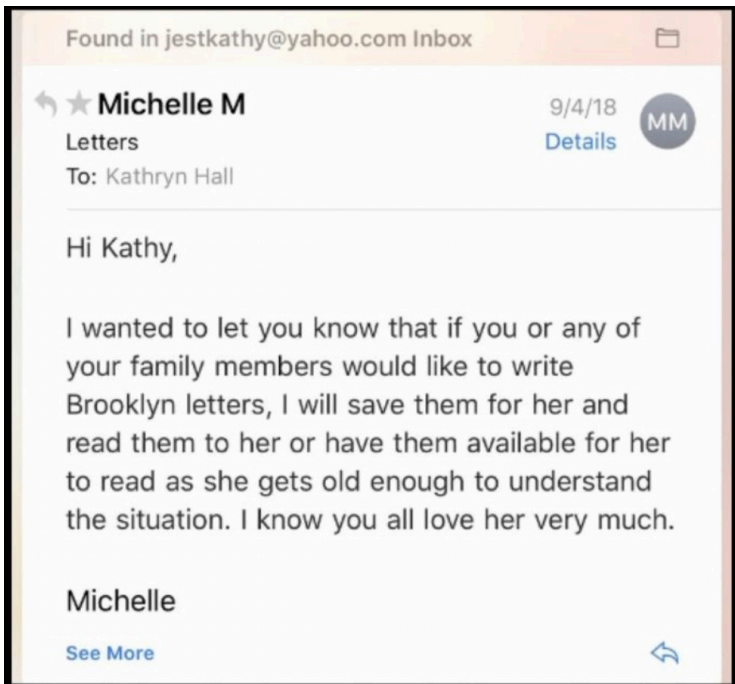 Found in jestkathy@yahoo.com Inbox
Michelle M
9/4/18
MM
Letters
Details
To: Kathryn Hall
Hi Kathy,
I wanted to let you know that if you or any of
your family members would like to write
Brooklyn letters, I will save them for her and
read them to her or have them available for her
to read as she gets old enough to understand
the situation. I know you all love her very much.
Michelle
See More